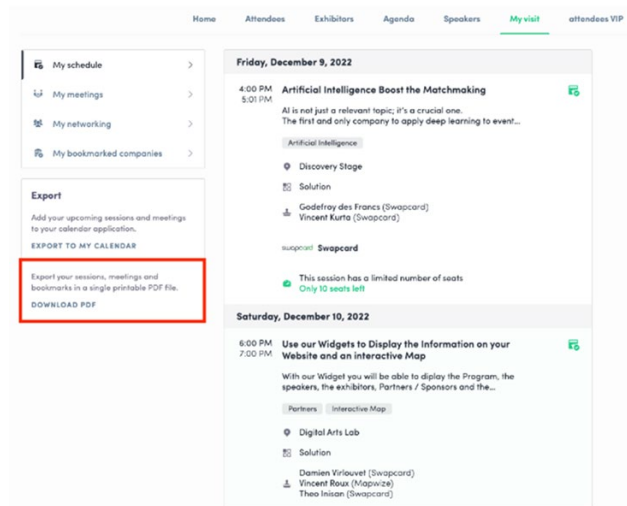 Home Attendees Exhibitors Agenda Speakers My visit attendees VIP
My schedule
My meetings
My networking
My bookmarked companies
Export
Add your upcoming sessions and meetings
to your calendar application.
EXPORT TO MY CALENDAR
Export your sessions, meetings and
bookmarks in a single printable PDF file.
DOWNLOAD PDF
Friday, December 9, 2022
4:00 PM Artificial Intelligence Boost the Matchmaking
5:01 PM
AI is not just a relevant topic; it's a crucial one.
The first and only company to apply deep learning to event...
Artificial Intelligence
Discovery Stage
Solution
Godefroy des Francs (Swapcard)
Vincent Kurta (Swapcard)
swapcard Swapcard
This session has a limited number of seats
Only 10 seats left
Saturday, December 10, 2022
6:00 PM Use our Widgets to Display the Information on your
7:00 PM Website and an interactive Map
With our Widget you will be able to diplay the Program, the
speakers, the exhibitors, Partners / Sponsors and the...
Partners Interactive Map
Digital Arts Lab
Solution
Damien Virlouvet (Swapcard)
Vincent Roux (Mapwize)
Theo Inisan (Swapcard)